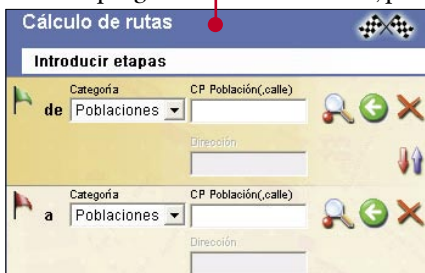 Cálculo de rutas
Introducir etapas
Categoría CP Población(,calle)
de Poblaciones
Dirección
Categoría CP Población(,calle)
a Poblaciones
Dirección